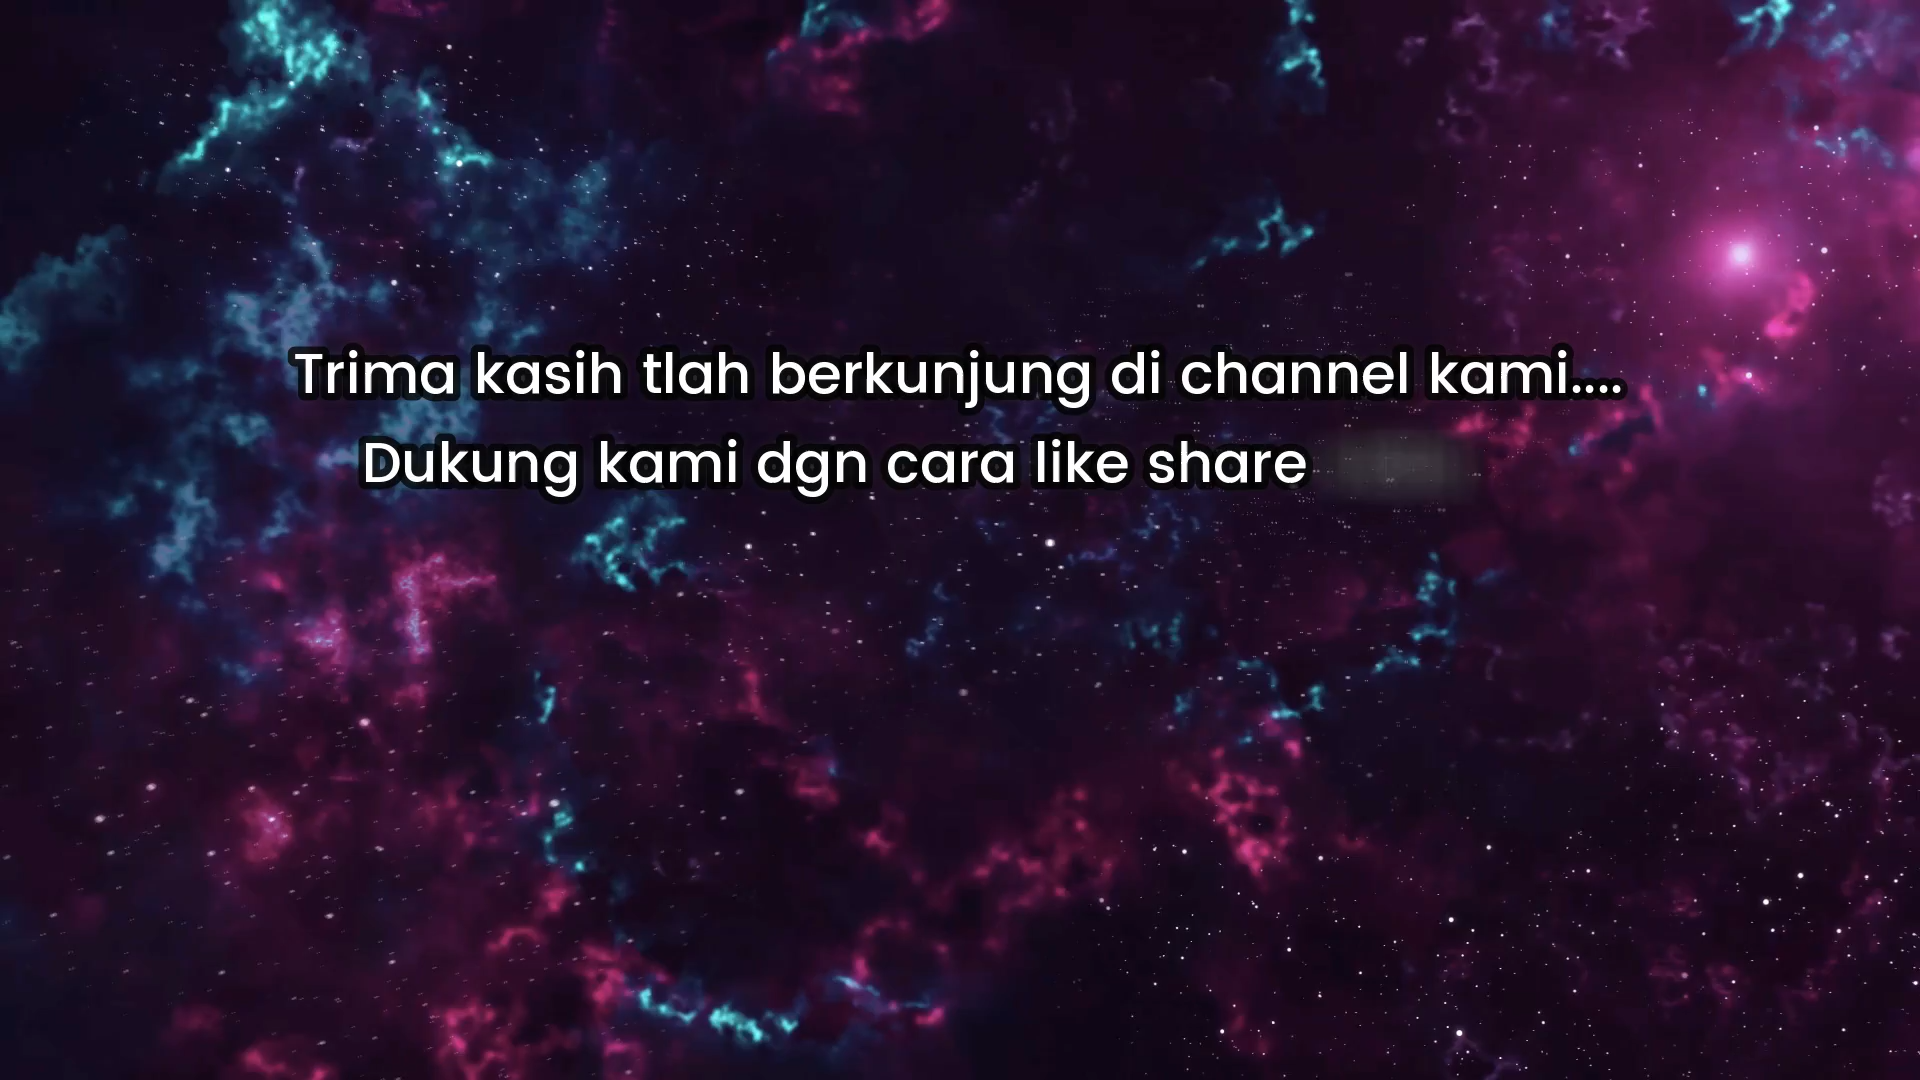 Trima kasih tlah berkunjung di channel kami....
Dukung kami dgn cara like share